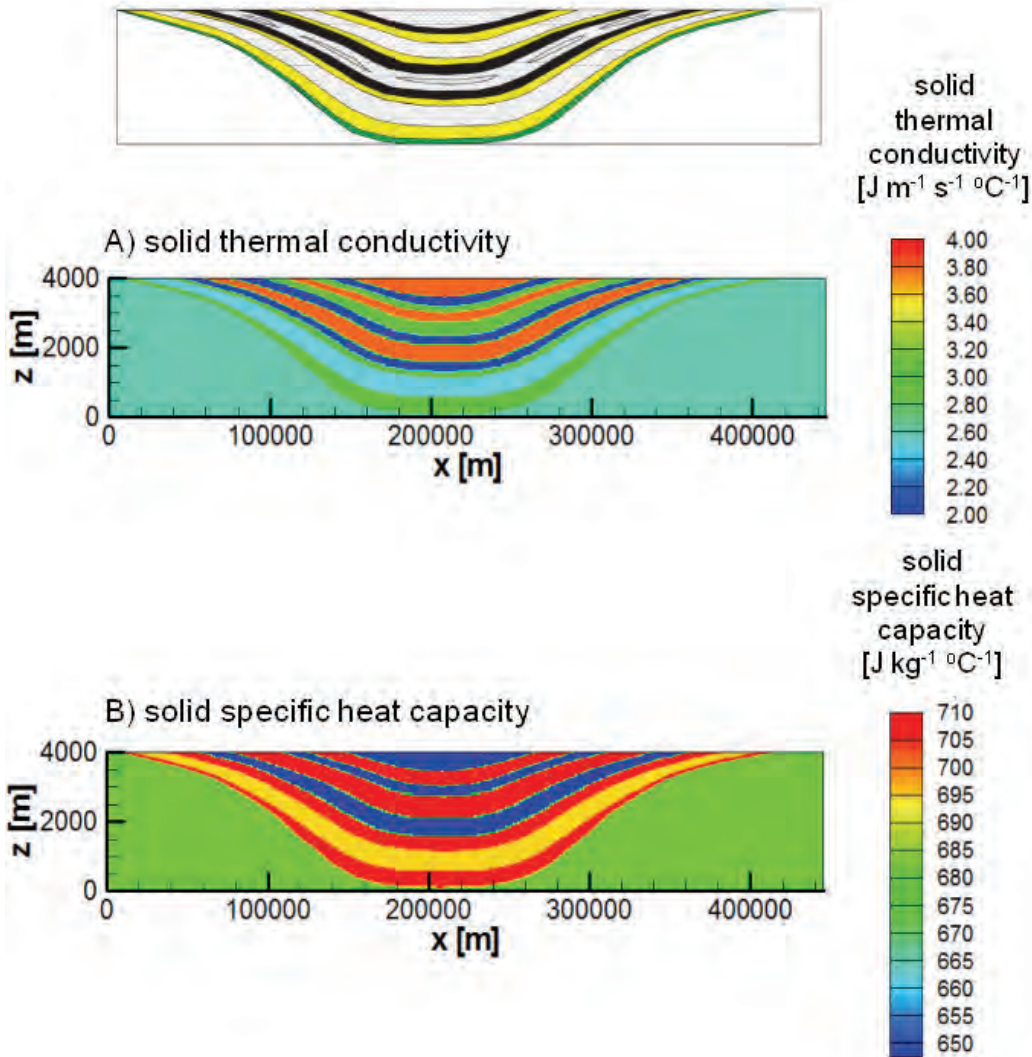 solid
thermal
conductivity
[J m⁻¹ s⁻¹ °C⁻¹]
A) solid thermal conductivity
4000
2000
0
z [m]
0 100000 200000 300000 400000
x [m]
4.00
3.80
3.60
3.40
3.20
3.00
2.80
2.60
2.40
2.20
2.00
solid
specific heat
capacity
[J kg⁻¹ °C⁻¹]
B) solid specific heat capacity
4000
2000
0
z [m]
0 100000 200000 300000 400000
x [m]
710
705
700
695
690
685
680
675
670
665
660
655
650